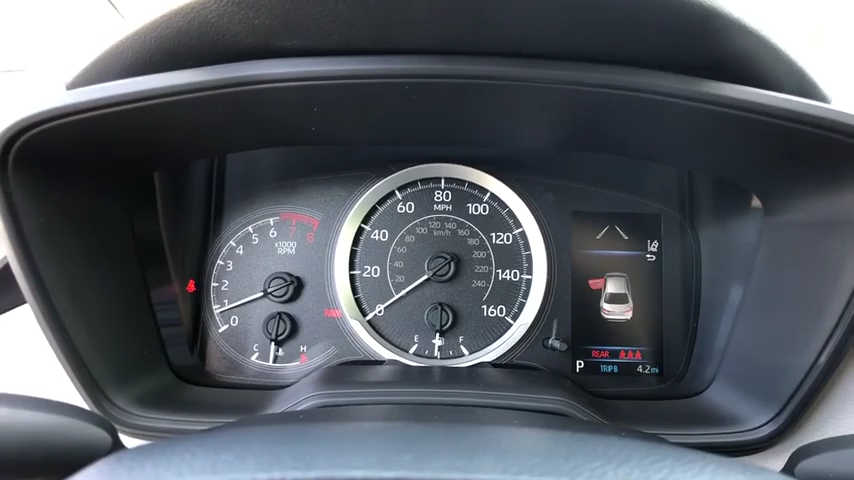 0 1 2 3 4 5 6 7 8
x1000
RPM
C H
0 20 40 60 80 100 120 140 160
MPH
20 40 60 80 100 120 140 160 180 200 220 240
km/h
E F
REAR
P TRIP B 4.2 mi